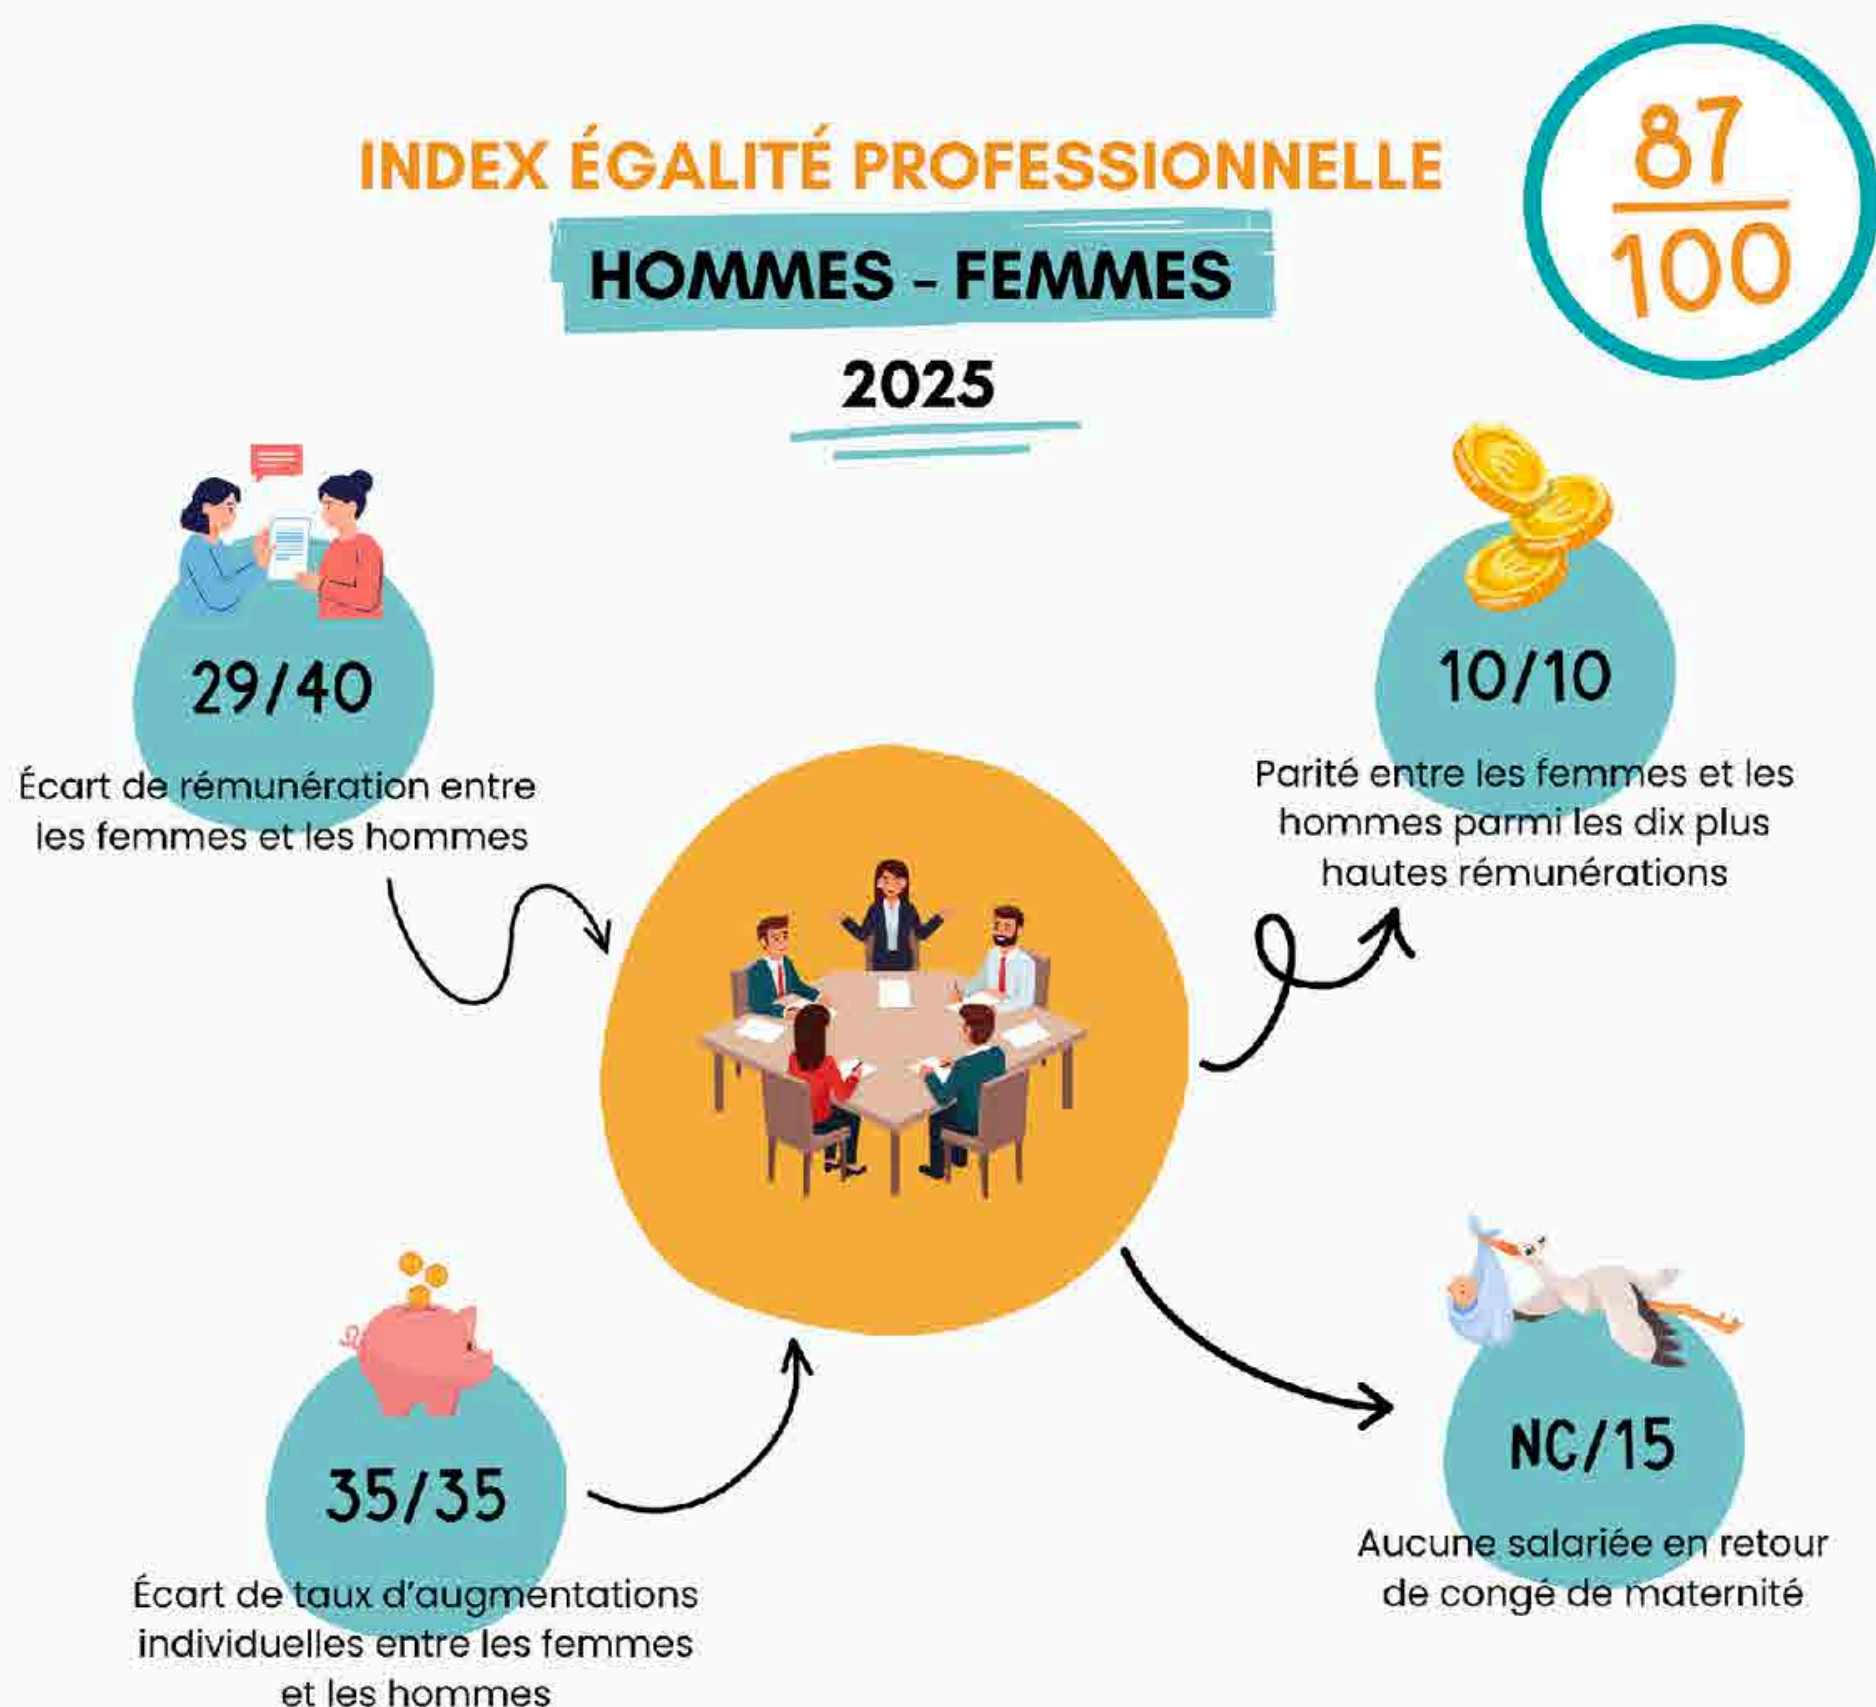 INDEX ÉGALITÉ PROFESSIONNELLE
HOMMES - FEMMES
2025
87
100
29/40
Écart de rémunération entre
les femmes et les hommes
10/10
Parité entre les femmes et les
hommes parmi les dix plus
hautes rémunérations
35/35
Écart de taux d'augmentations
individuelles entre les femmes
et les hommes
NC/15
Aucune salariée en retour
de congé de maternité